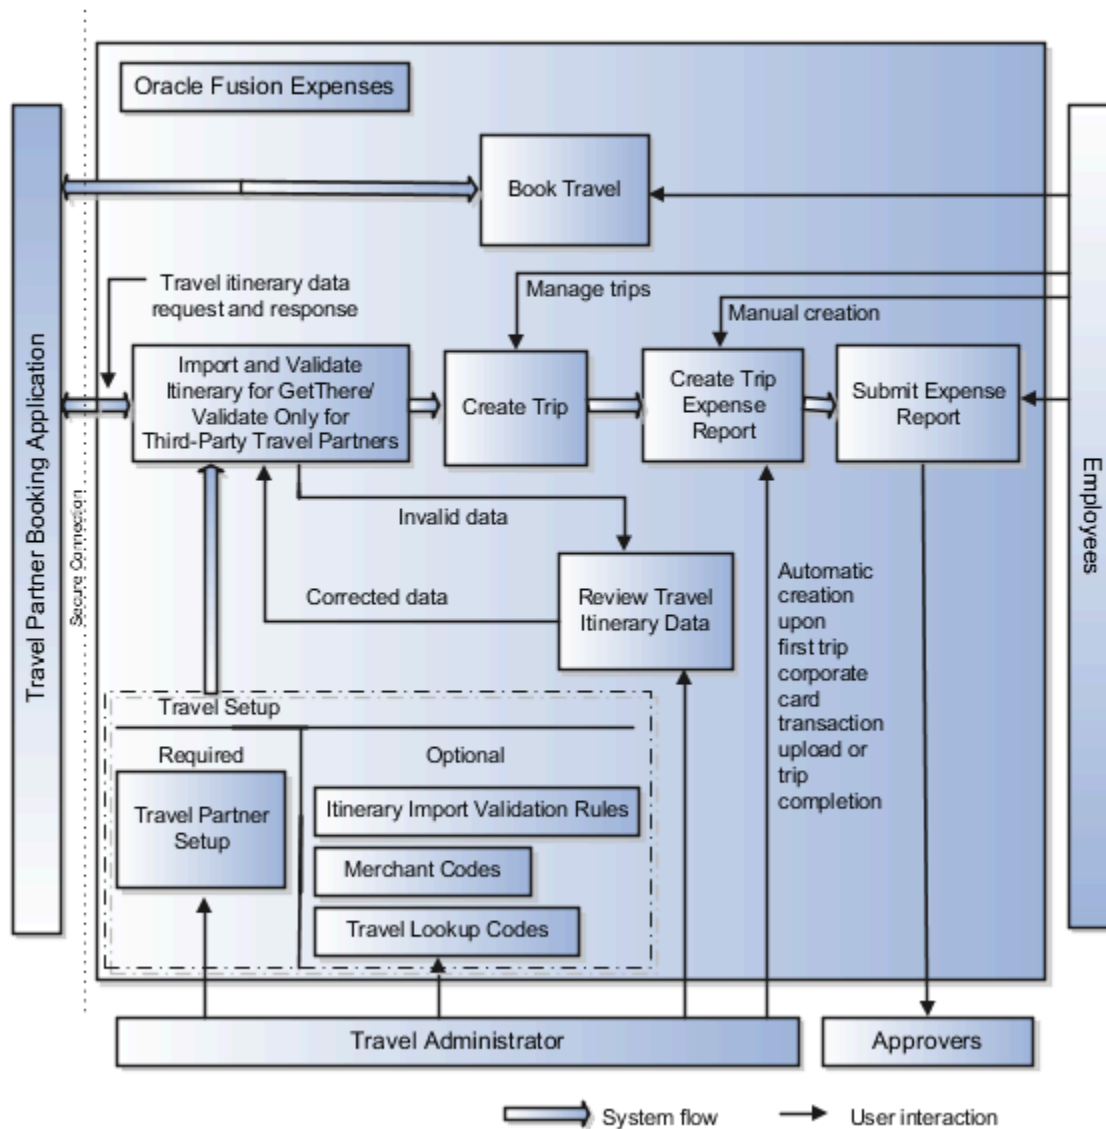 Oracle Fusion Expenses
Travel Partner Booking Application
Secure Connection
Employees
Book Travel
Travel itinerary data
request and response
Manage trips
Manual creation
Import and Validate
Itinerary for GetThere/
Validate Only for
Third-Party Travel Partners
Create Trip
Create Trip
Expense
Report
Submit Expense
Report
Invalid data
Corrected data
Review Travel
Itinerary Data
Automatic
creation
upon
first trip
corporate
card
transaction
upload or
trip
completion
Travel Setup
Required
Optional
Travel Partner
Setup
Itinerary Import Validation Rules
Merchant Codes
Travel Lookup Codes
Travel Administrator
Approvers
System flow
User interaction